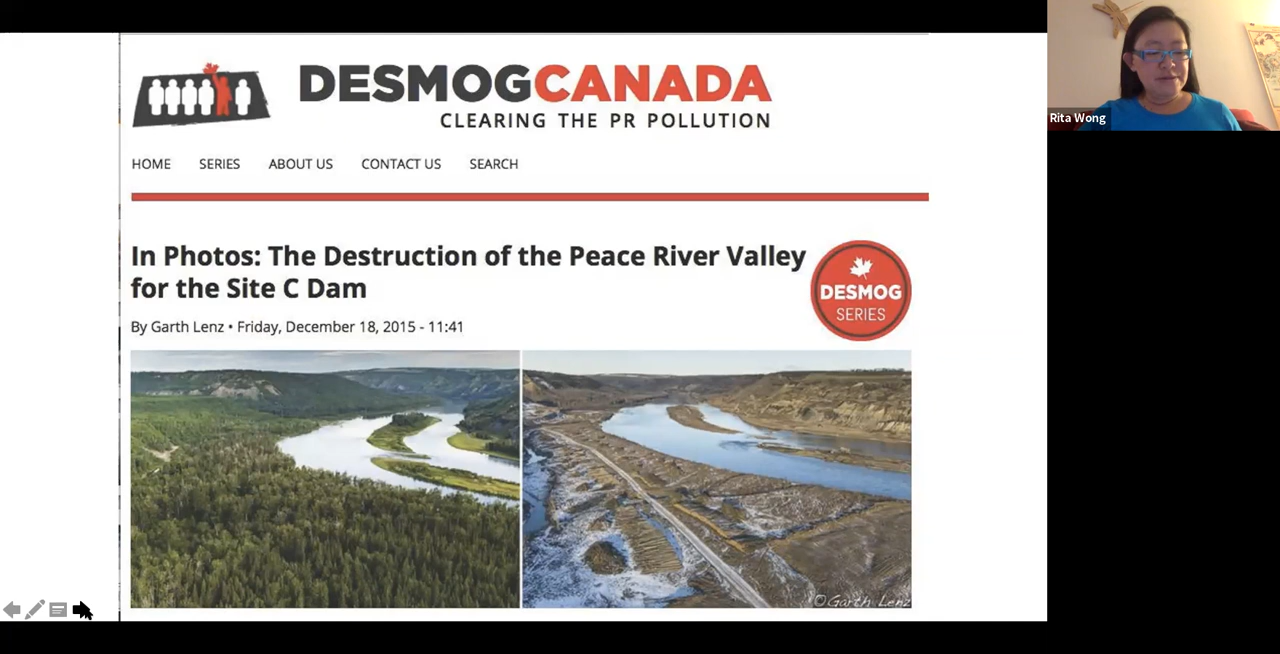 DESMOGCANADA
CLEARING THE PR POLLUTION
Rita Wong
HOME SERIES ABOUT US CONTACT US SEARCH
In Photos: The Destruction of the Peace River Valley
for the Site C Dam
DESMOG
SERIES
By Garth Lenz • Friday, December 18, 2015 - 11:41
©Garth Lenz